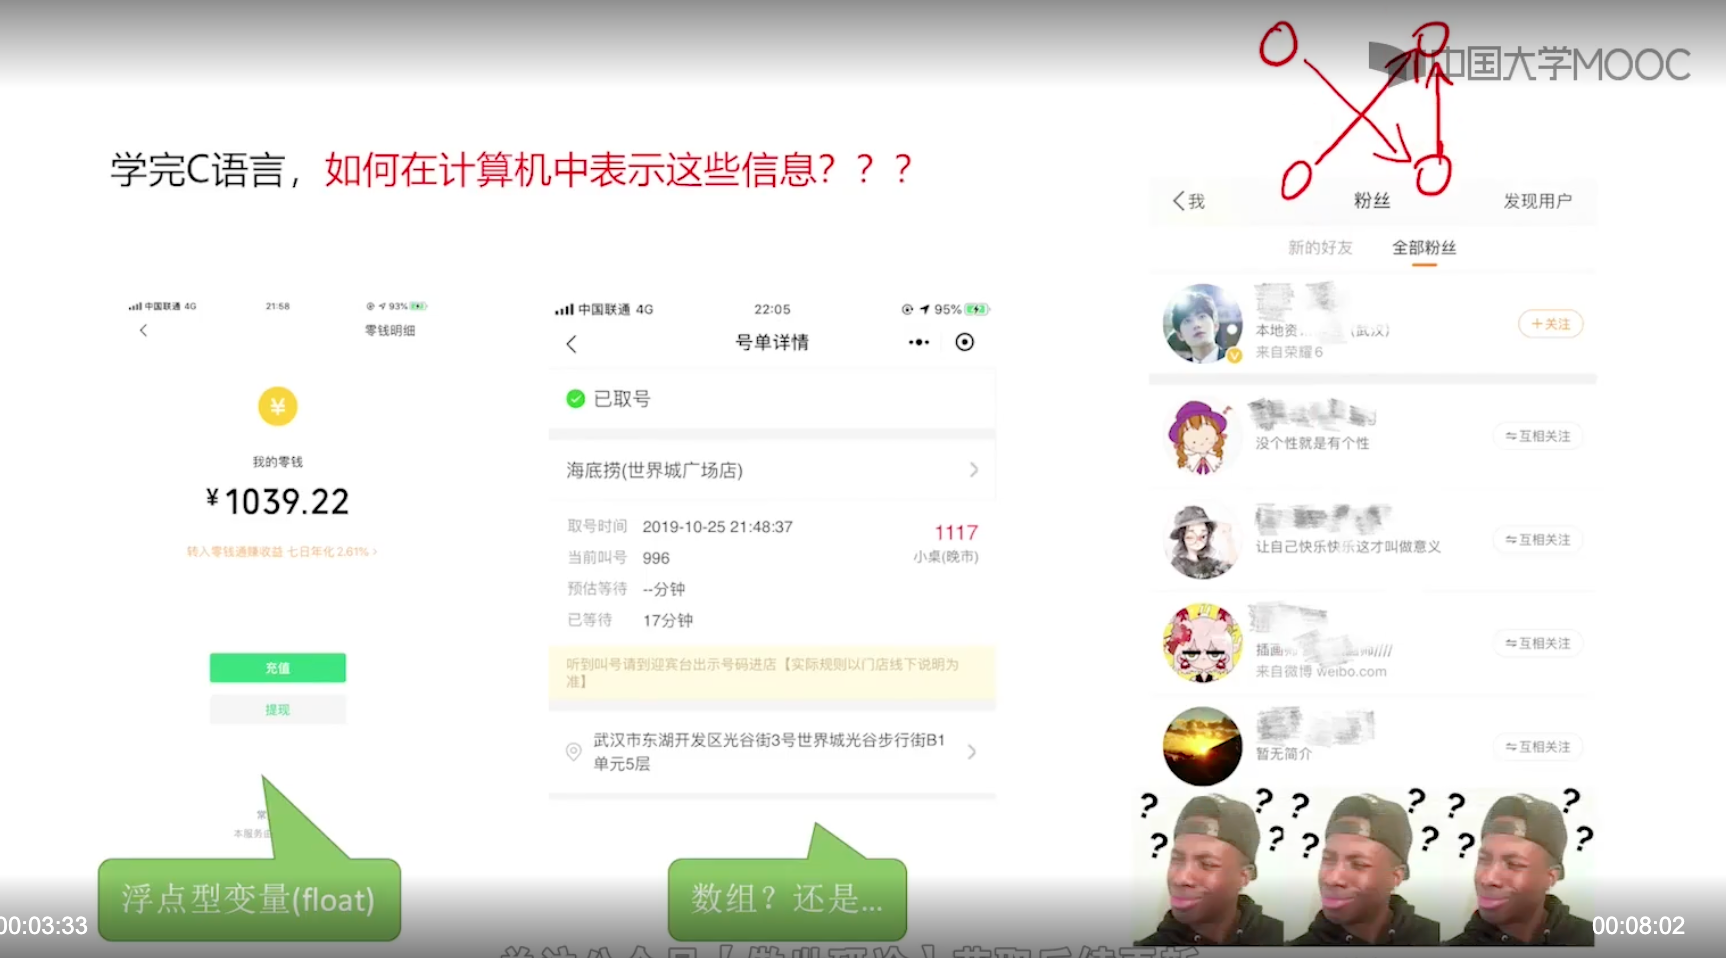 中国大学MOOC
学完C语言，如何在计算机中表示这些信息？？？
中国联通 4G 21:58 93%
零钱明细
¥
我的零钱
¥1039.22
转入零钱通赚收益 七日年化2.61% >
充值
提现
常
本服务由
浮点型变量(float)
中国联通 4G 22:05 95%
号单详情
已取号
海底捞(世界城广场店)
取号时间 2019-10-25 21:48:37
1117
当前叫号 996
小桌(晚市)
预估等待 --分钟
已等待 17分钟
听到叫号请到迎宾台出示号码进店【实际规则以门店线下说明为
准】
武汉市东湖开发区光谷街3号世界城光谷步行街B1
单元5层
数组？还是...
我 粉丝 发现用户
新的好友 全部粉丝
本地资 (武汉)
来自荣耀6
+关注
V
没个性就是有个性
互相关注
让自己快乐快乐这才叫做意义
互相关注
插画 ////
来自微博 weibo.com
互相关注
暂无简介
互相关注
? ? ? ? ? ?
? ? ? ? ? ?
00:03:33
00:08:02